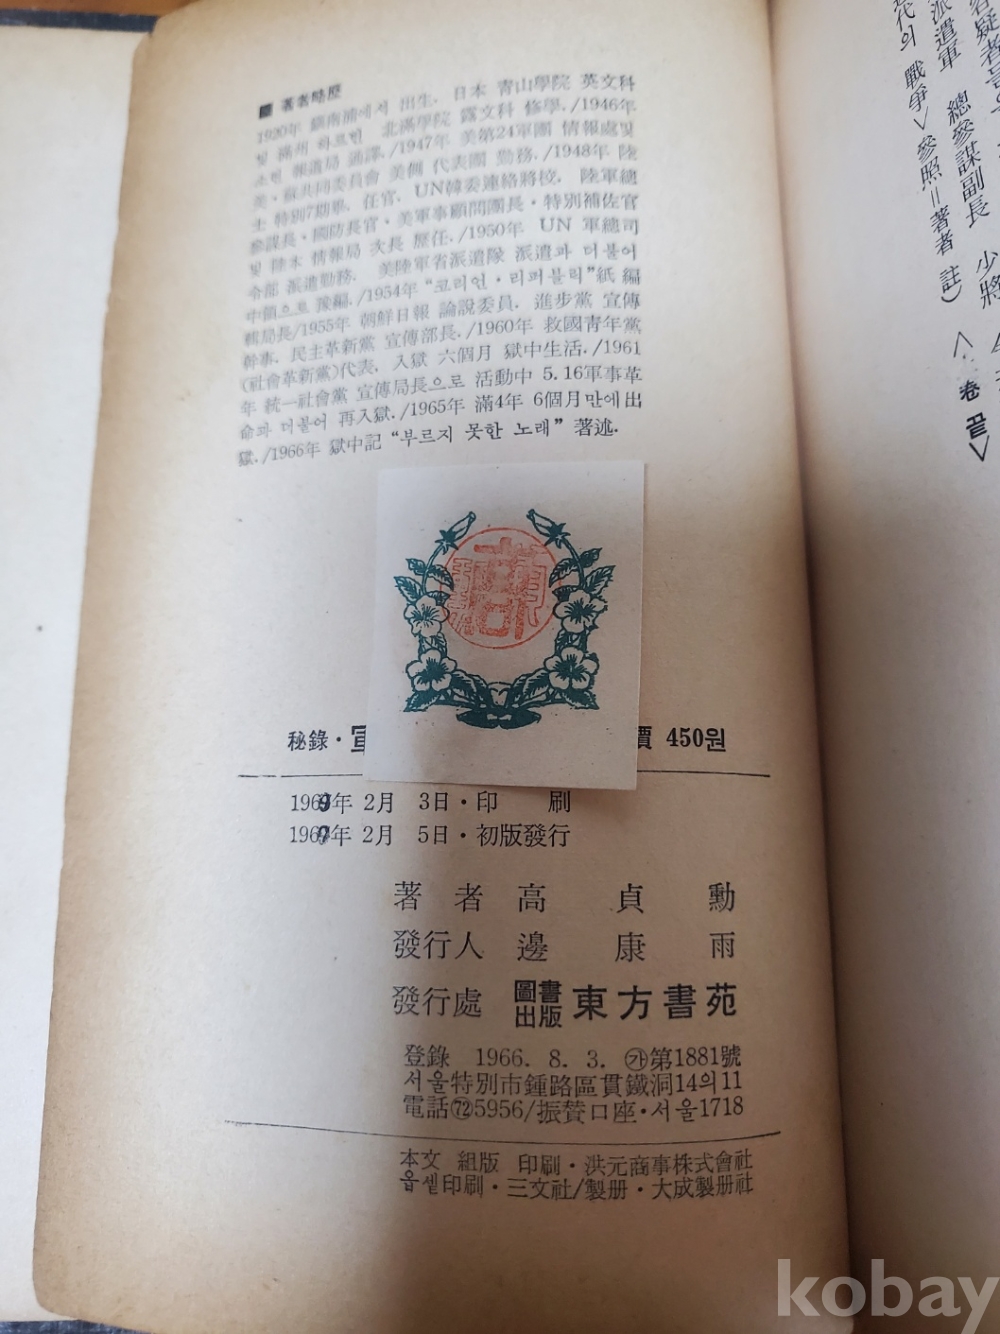 著者略歷
1920年 鎭南浦에서 出生. 日本 靑山學院 英文科
및 滿洲 하르빈 北滿學院 露文科 修學./1946年
소련 報道局 通譯./1947年 美第24軍團 情報處및
美·蘇共同委員會 美側 代表團 勤務./1948年 陸
士 特別7期畢, 任官, UN韓委連絡將校, 陸軍總
參謀長·國防長官·美軍事顧問團長·特別補佐官
및 陸本 情報局 次長 歷任./1950年 UN 軍總司
令部 派遣勤務, 美陸軍省派遣隊 派遣과 더불어
中領으로 豫編./1954年 “코리언·리퍼블릭”紙 編
輯局長/1955年 朝鮮日報 論說委員, 進步黨 宣傳
幹事, 民主革新黨 宣傳部長./1960年 救國靑年黨
(社會革新黨)代表, 入獄 六個月 獄中生活./1961
年 統一社會黨 宣傳局長으로 活動中 5.16軍事革
命과 더불어 再入獄./1965年 滿4年 6個月만에 出
獄./1966年 獄中記 “부르지 못한 노래” 著述.
秘錄· 價 450원
1969年 2月 3日·印 刷
1969年 2月 5日·初版發行
著 者 高 貞 勳
發行人 邊 康 雨
發行處 圖書出版 東方書苑
登錄 1966. 8. 3. ㉮第1881號
서울特別市鍾路區貫鐵洞14의11
電話㋆5956/振替口座·서울1718
本文 組版 印刷·洪元商事株式會社
옵셑印刷·三文社/製册·大成製册社
代의 戰爭>參照=著者 註)
派遣軍 總參謀副長 少將
<· 卷 끝>
kobay